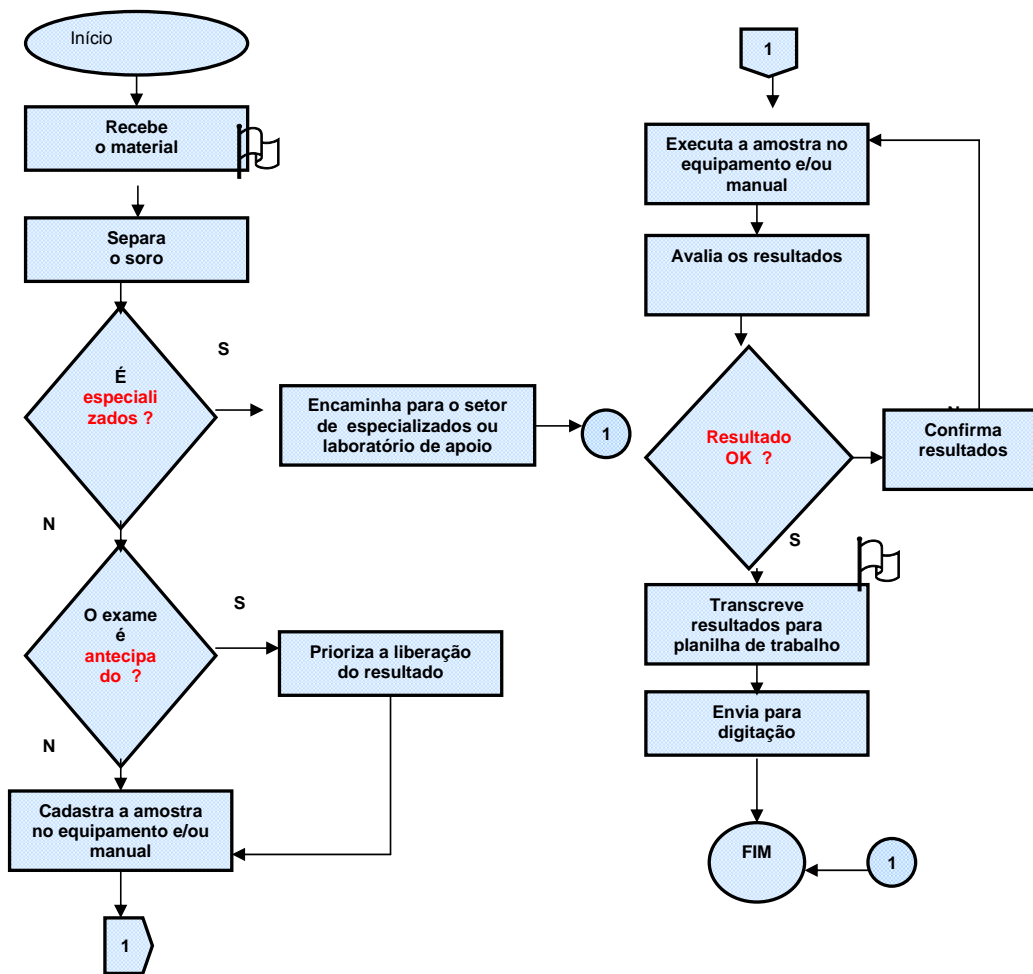 Início
Recebe
o material
Separa
o soro
É
especiali
zados ?
S
Encaminha para o setor
de especializados ou
laboratório de apoio
1
N
O exame
é
antecipa
do ?
S
Prioriza a liberação
do resultado
N
Cadastra a amostra
no equipamento e/ou
manual
1
1
Executa a amostra no
equipamento e/ou
manual
Avalia os resultados
Resultado
OK ?
Confirma
resultados
S
Transcreve
resultados para
planilha de trabalho
Envia para
digitação
FIM
1